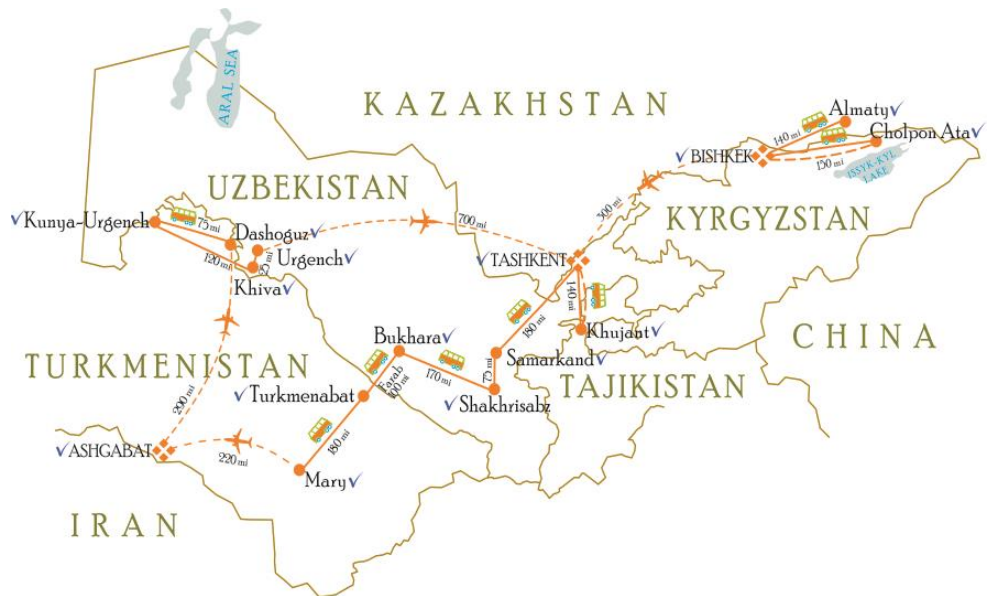 ARAL SEA
KAZAKHSTAN
Almaty
140 mi
Cholpon Ata
BISHKEK
150 mi
ISSYK-KYL
LAKE
UZBEKISTAN
300 mi
KYRGYZSTAN
Kunya-Urgench
75 mi
Dashoguz
700 mi
120 mi
Urgench
25 mi
Khiva
TASHKENT
140 mi
180 mi
Khujant
CHINA
Bukhara
Samarkand
TURKMENISTAN
Farab
100 mi
170 mi
75 mi
TAJIKISTAN
Turkmenabat
Shakhrisabz
290 mi
180 mi
ASHGABAT
220 mi
Mary
IRAN